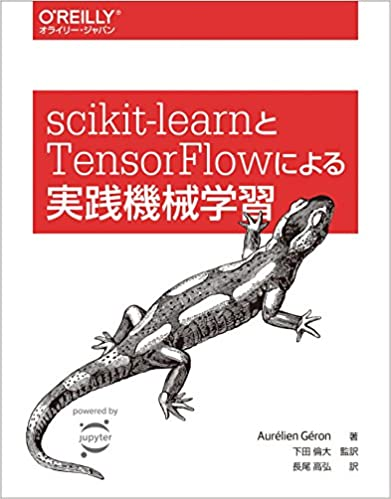 O'REILLY®
オライリー・ジャパン
scikit-learnと
TensorFlowによる
実践機械学習
powered by
jupyter
Aurélien Géron 著
下田 倫大 監訳
長尾 高弘 訳